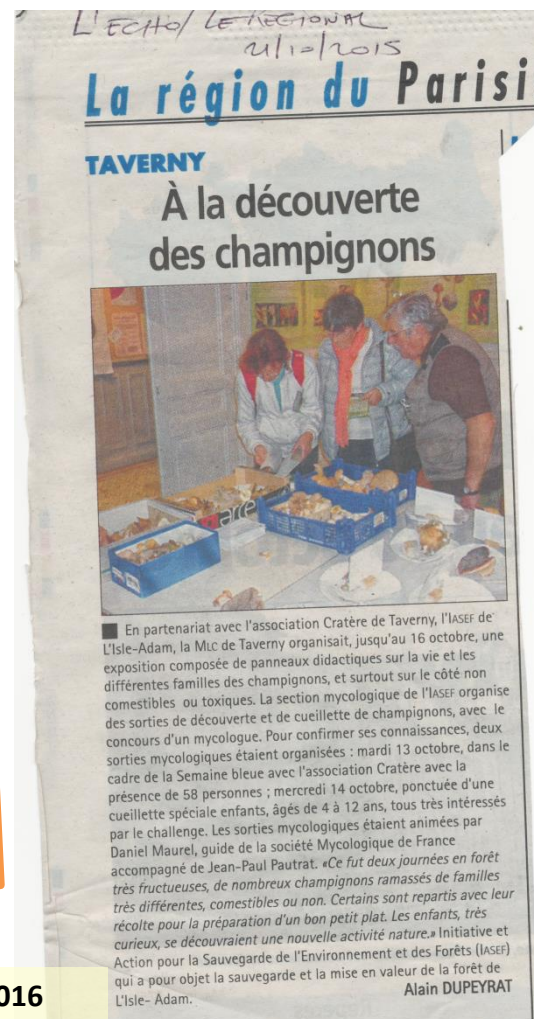 L'ECHO/ LE REGIONAL
21/10/2015
La région du Parisi
TAVERNY
À la découverte
des champignons
■ En partenariat avec l'association Cratère de Taverny, l'IASEF de
L'Isle-Adam, la MLC de Taverny organisait, jusqu'au 16 octobre, une
exposition composée de panneaux didactiques sur la vie et les
différentes familles des champignons, et surtout sur le côté non
comestibles ou toxiques. La section mycologique de l'IASEF organise
des sorties de découverte et de cueillette de champignons, avec le
concours d'un mycologue. Pour confirmer ses connaissances, deux
sorties mycologiques étaient organisées : mardi 13 octobre, dans le
cadre de la Semaine bleue avec l'association Cratère avec la
présence de 58 personnes ; mercredi 14 octobre, ponctuée d'une
cueillette spéciale enfants, âgés de 4 à 12 ans, tous très intéressés
par le challenge. Les sorties mycologiques étaient animées par
Daniel Maurel, guide de la société Mycologique de France
accompagné de Jean-Paul Pautrat. «Ce fut deux journées en forêt
très fructueuses, de nombreux champignons ramassés de familles
très différentes, comestibles ou non. Certains sont repartis avec leur
récolte pour la préparation d'un bon petit plat. Les enfants, très
curieux, se découvraient une nouvelle activité nature.» Initiative et
Action pour la Sauvegarde de l'Environnement et des Forêts (IASEF)
qui a pour objet la sauvegarde et la mise en valeur de la forêt de
L'Isle- Adam.
Alain DUPEYRAT
016